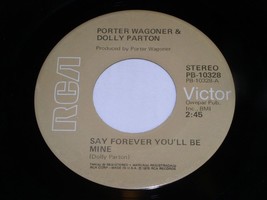 PORTER WAGONER &
DOLLY PARTON
Produced by Porter Wagoner
STEREO
PB-10328
PB-10328-A
RCA
Victor
Owepar Pub.,
Inc., BMI
2:45
SAY FOREVER YOU'LL BE
MINE
(Dolly Parton)